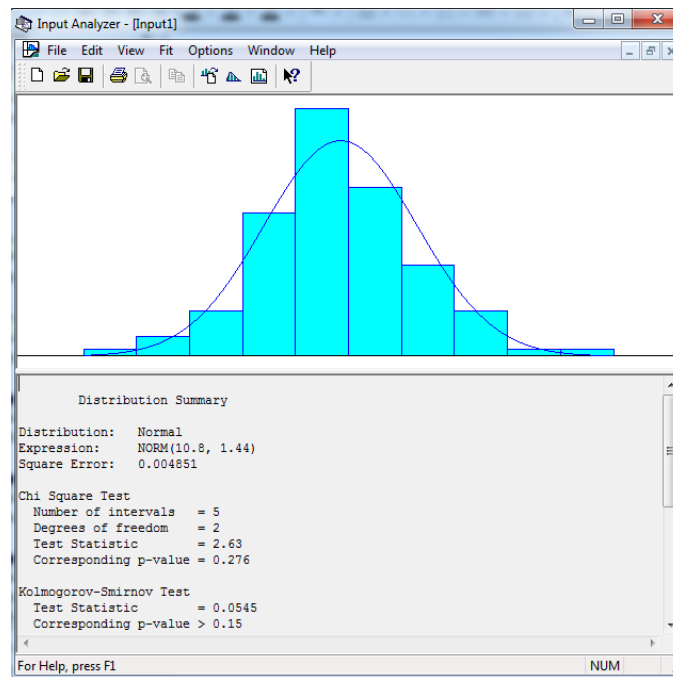 Input Analyzer - [Input1]
File Edit View Fit Options Window Help
Distribution Summary
Distribution: Normal
Expression: NORM(10.8, 1.44)
Square Error: 0.004851
Chi Square Test
Number of intervals = 5
Degrees of freedom = 2
Test Statistic = 2.63
Corresponding p-value = 0.276
Kolmogorov-Smirnov Test
Test Statistic = 0.0545
Corresponding p-value > 0.15
For Help, press F1
NUM